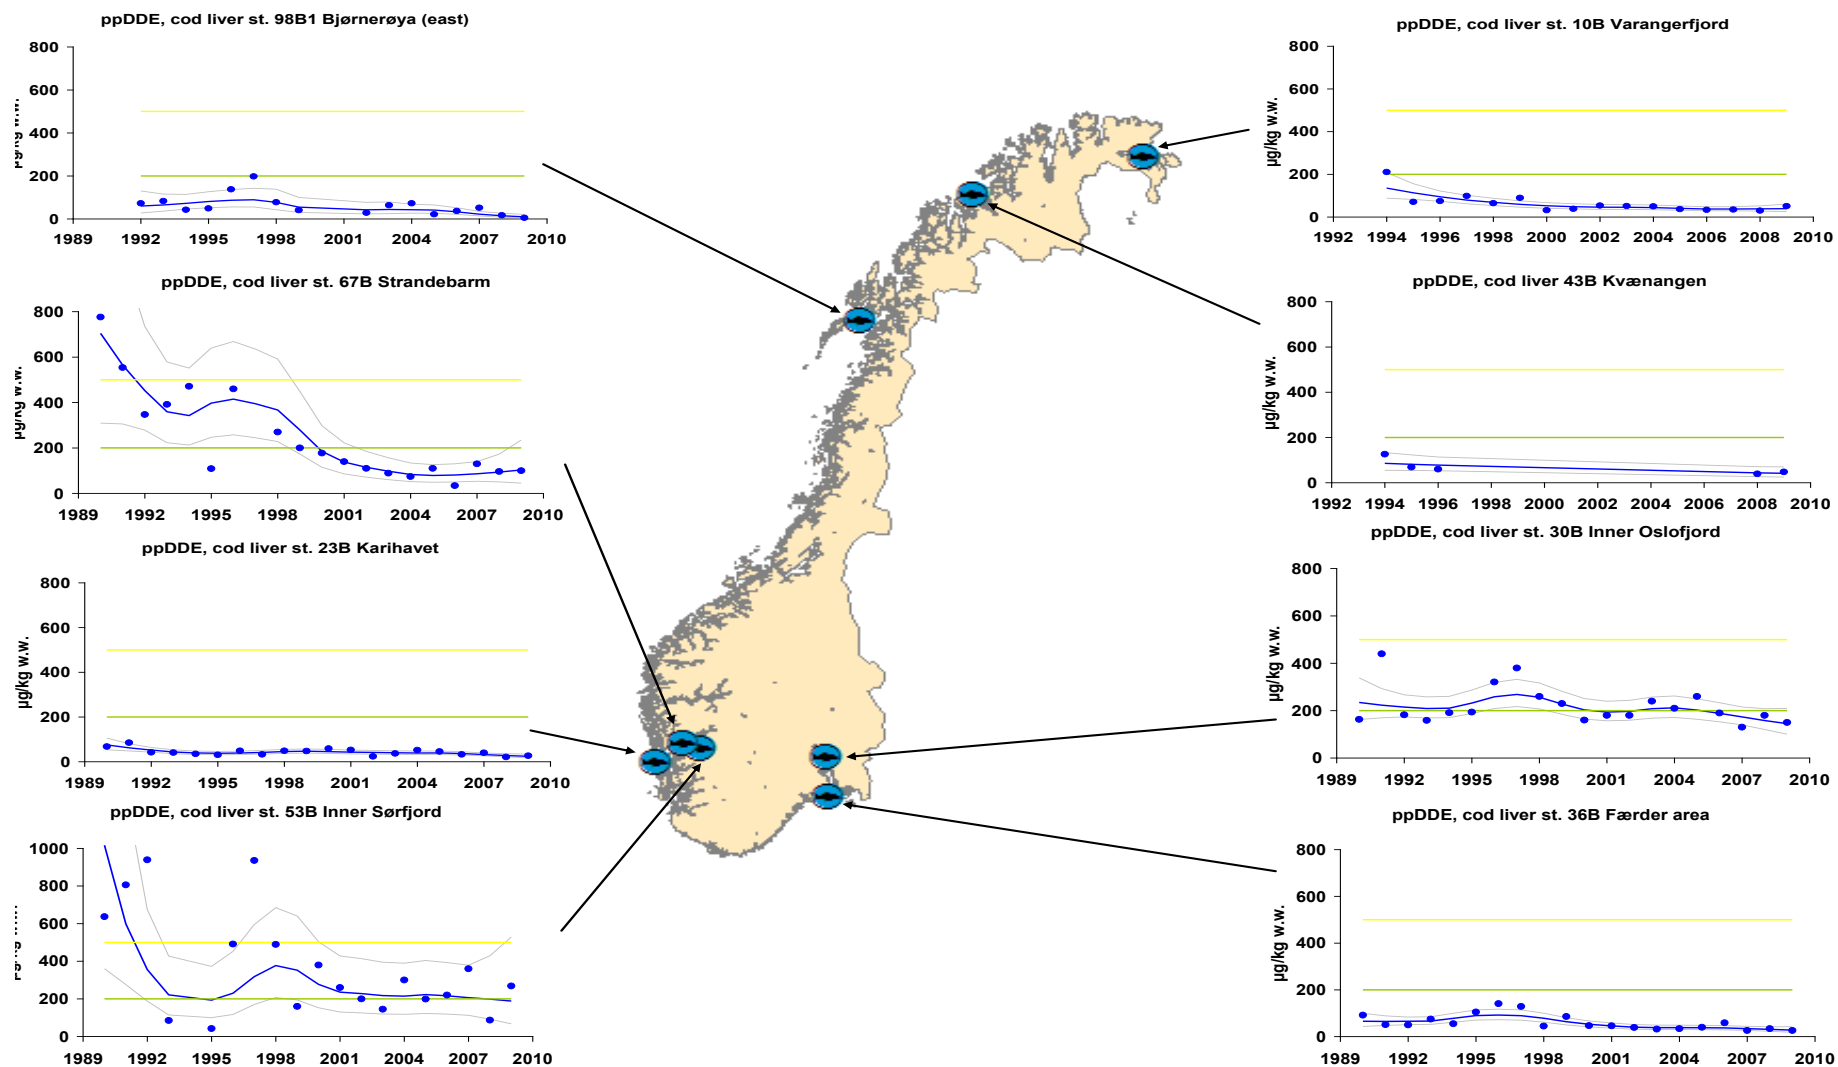 ppDDE, cod liver st. 98B1 Bjørnerøya (east)
800
600
400
200
0
µg/kg w.w.
1989 1992 1995 1998 2001 2004 2007 2010
ppDDE, cod liver st. 67B Strandebarm
800
600
400
200
0
µg/kg w.w.
1989 1992 1995 1998 2001 2004 2007 2010
ppDDE, cod liver st. 23B Karihavet
800
600
400
200
0
µg/kg w.w.
1989 1992 1995 1998 2001 2004 2007 2010
ppDDE, cod liver st. 53B Inner Sørfjord
1000
800
600
400
200
0
1989 1992 1995 1998 2001 2004 2007 2010
ppDDE, cod liver st. 10B Varangerfjord
800
600
400
200
0
µg/kg w.w.
1992 1994 1996 1998 2000 2002 2004 2006 2008 2010
ppDDE, cod liver 43B Kvænangen
800
600
400
200
0
µg/kg w.w.
1992 1994 1996 1998 2000 2002 2004 2006 2008 2010
ppDDE, cod liver st. 30B Inner Oslofjord
800
600
400
200
0
µg/kg w.w.
1989 1992 1995 1998 2001 2004 2007 2010
ppDDE, cod liver st. 36B Færder area
800
600
400
200
0
µg/kg w.w.
1989 1992 1995 1998 2001 2004 2007 2010